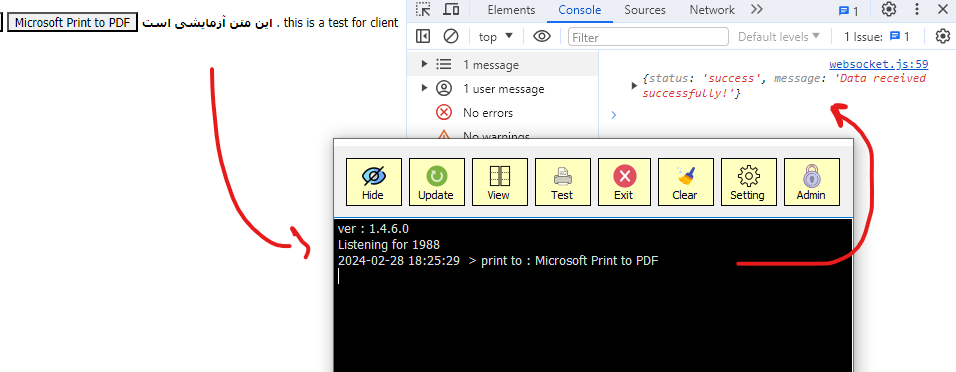 Microsoft Print to PDF این متن آزمایشی است . this is a test for client
Elements Console Sources Network 1
top Filter Default levels 1 Issue: 1
1 message
1 user message
No errors
No warnings
websocket.js:59
{status: 'success', message: 'Data received
successfully!'}
Hide Update View Test Exit Clear Setting Admin
ver : 1.4.6.0
Listening for 1988
2024-02-28 18:25:29 > print to : Microsoft Print to PDF